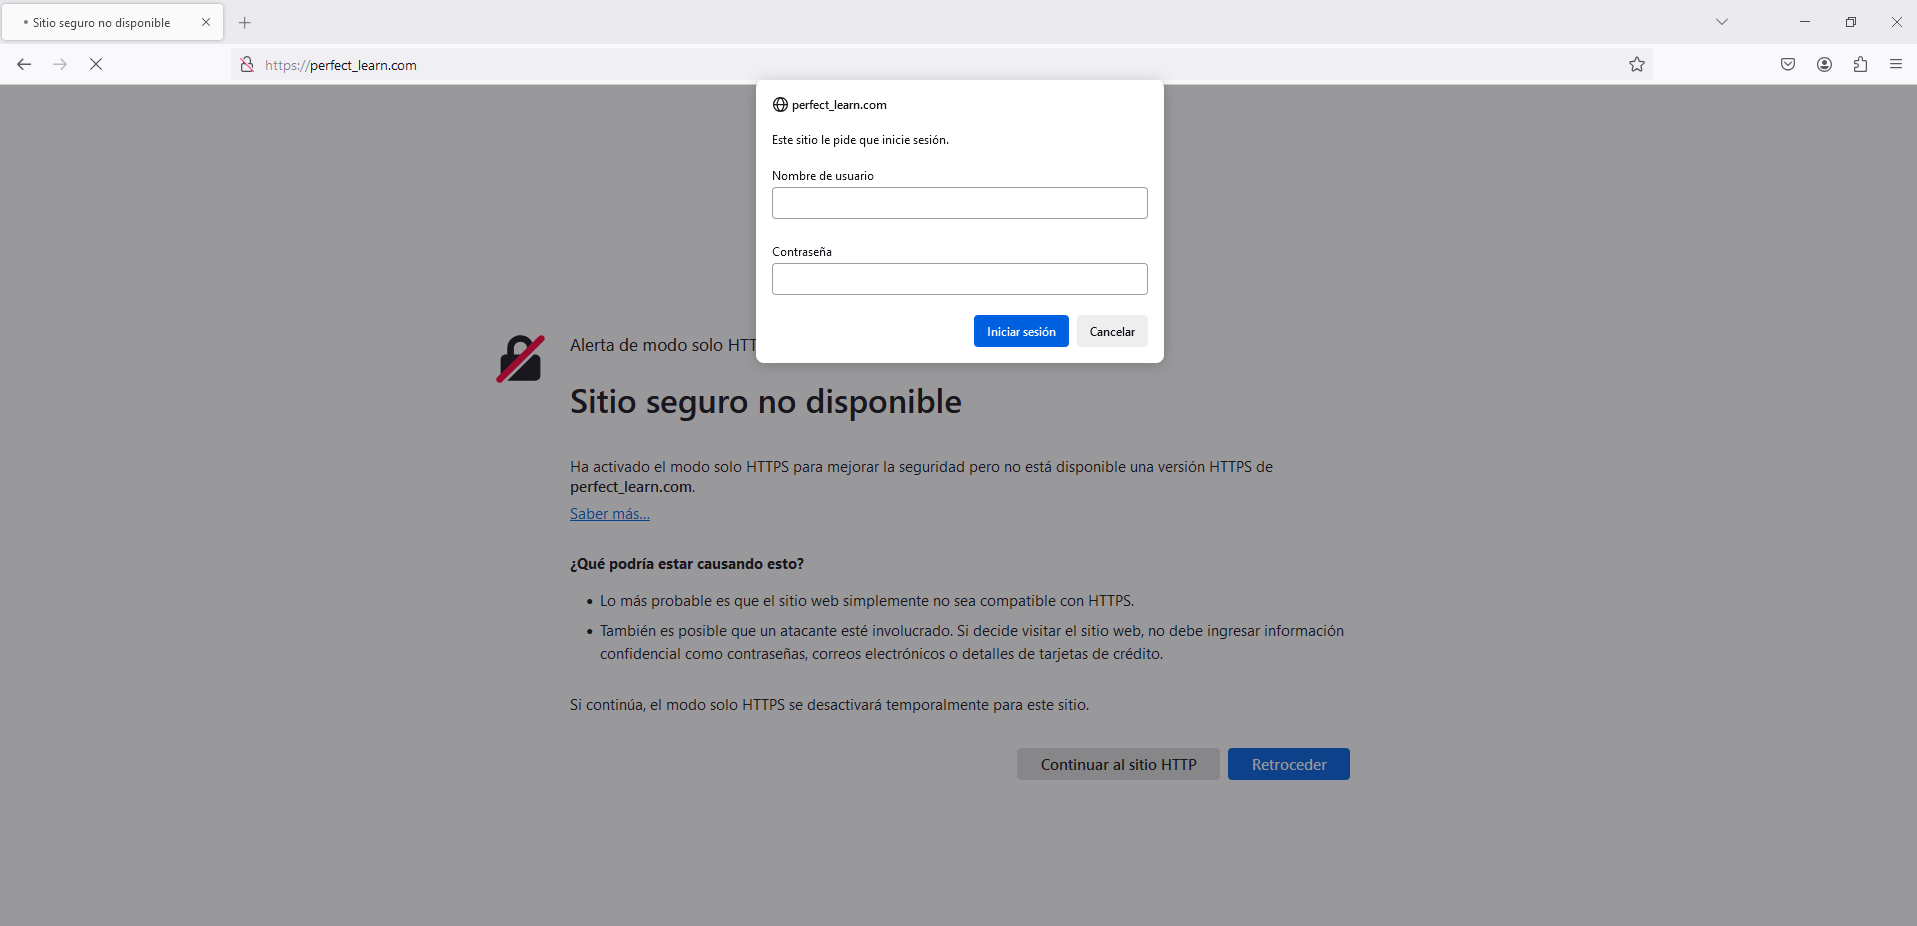 Sitio seguro no disponible
https://perfect_learn.com
perfect_learn.com
Este sitio le pide que inicie sesión.
Nombre de usuario
Contraseña
Iniciar sesión
Cancelar
Alerta de modo solo HTT
Sitio seguro no disponible
Ha activado el modo solo HTTPS para mejorar la seguridad pero no está disponible una versión HTTPS de
perfect_learn.com.
Saber más...
¿Qué podría estar causando esto?
• Lo más probable es que el sitio web simplemente no sea compatible con HTTPS.
• También es posible que un atacante esté involucrado. Si decide visitar el sitio web, no debe ingresar información
confidencial como contraseñas, correos electrónicos o detalles de tarjetas de crédito.
Si continúa, el modo solo HTTPS se desactivará temporalmente para este sitio.
Continuar al sitio HTTP
Retroceder